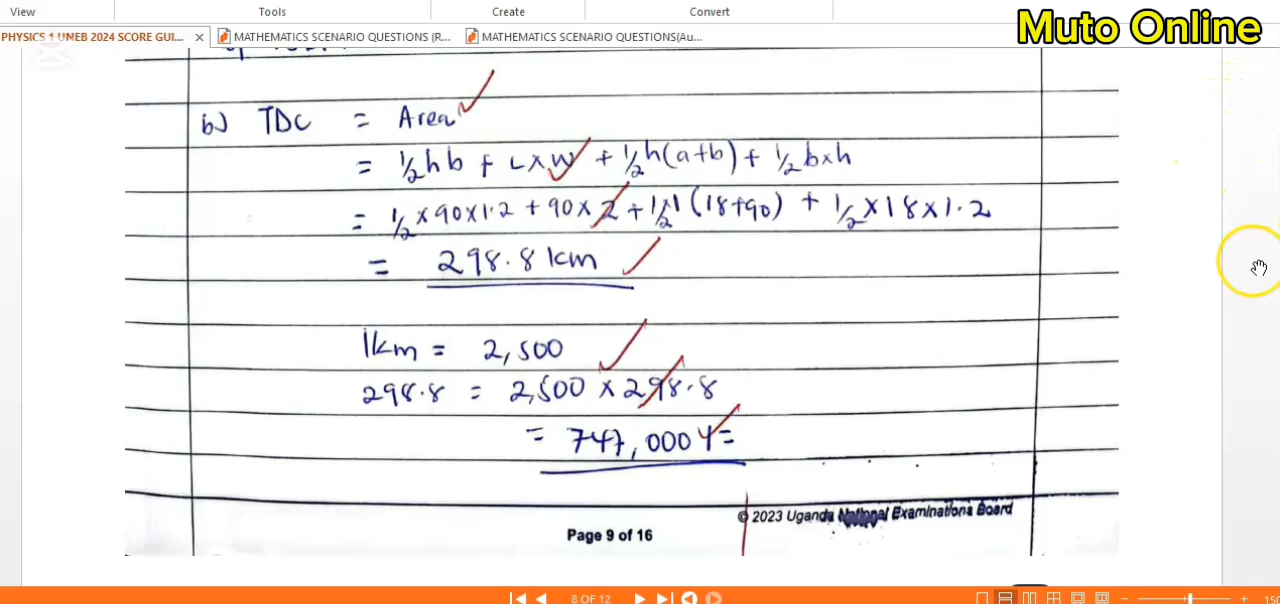 View Tools Create Convert
Muto Online
PHYSICS 1 UNEB 2024 SCORE GUI... × MATHEMATICS SCENARIO QUESTIONS (R... MATHEMATICS SCENARIO QUESTIONS(Au...
b) TDC = Area
= 1/2 h b + L x W + 1/2 h(a+b) + 1/2 b x h
= 1/2 x 90 x 1.2 + 90 x 2 + 1/2 x 1 (18+90) + 1/2 x 18 x 1.2
= 298.8 km
1km = 2,500
298.8 = 2,500 x 298.8
= 747,000/=
© 2023 Uganda National Examinations Board
Page 9 of 16
8 OF 12